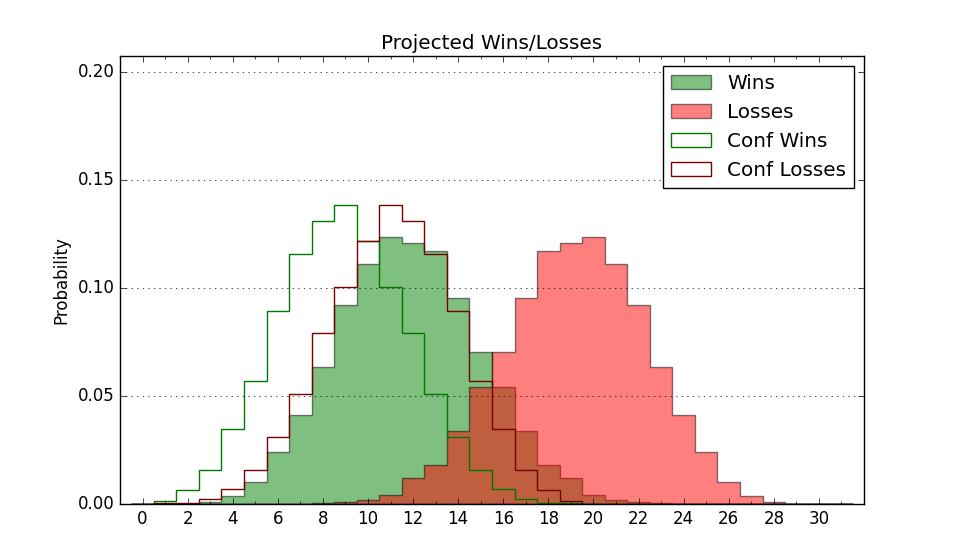 Projected Wins/Losses
Probability
0.20
0.15
0.10
0.05
0.00
Wins
Losses
Conf Wins
Conf Losses
0 2 4 6 8 10 12 14 16 18 20 22 24 26 28 30